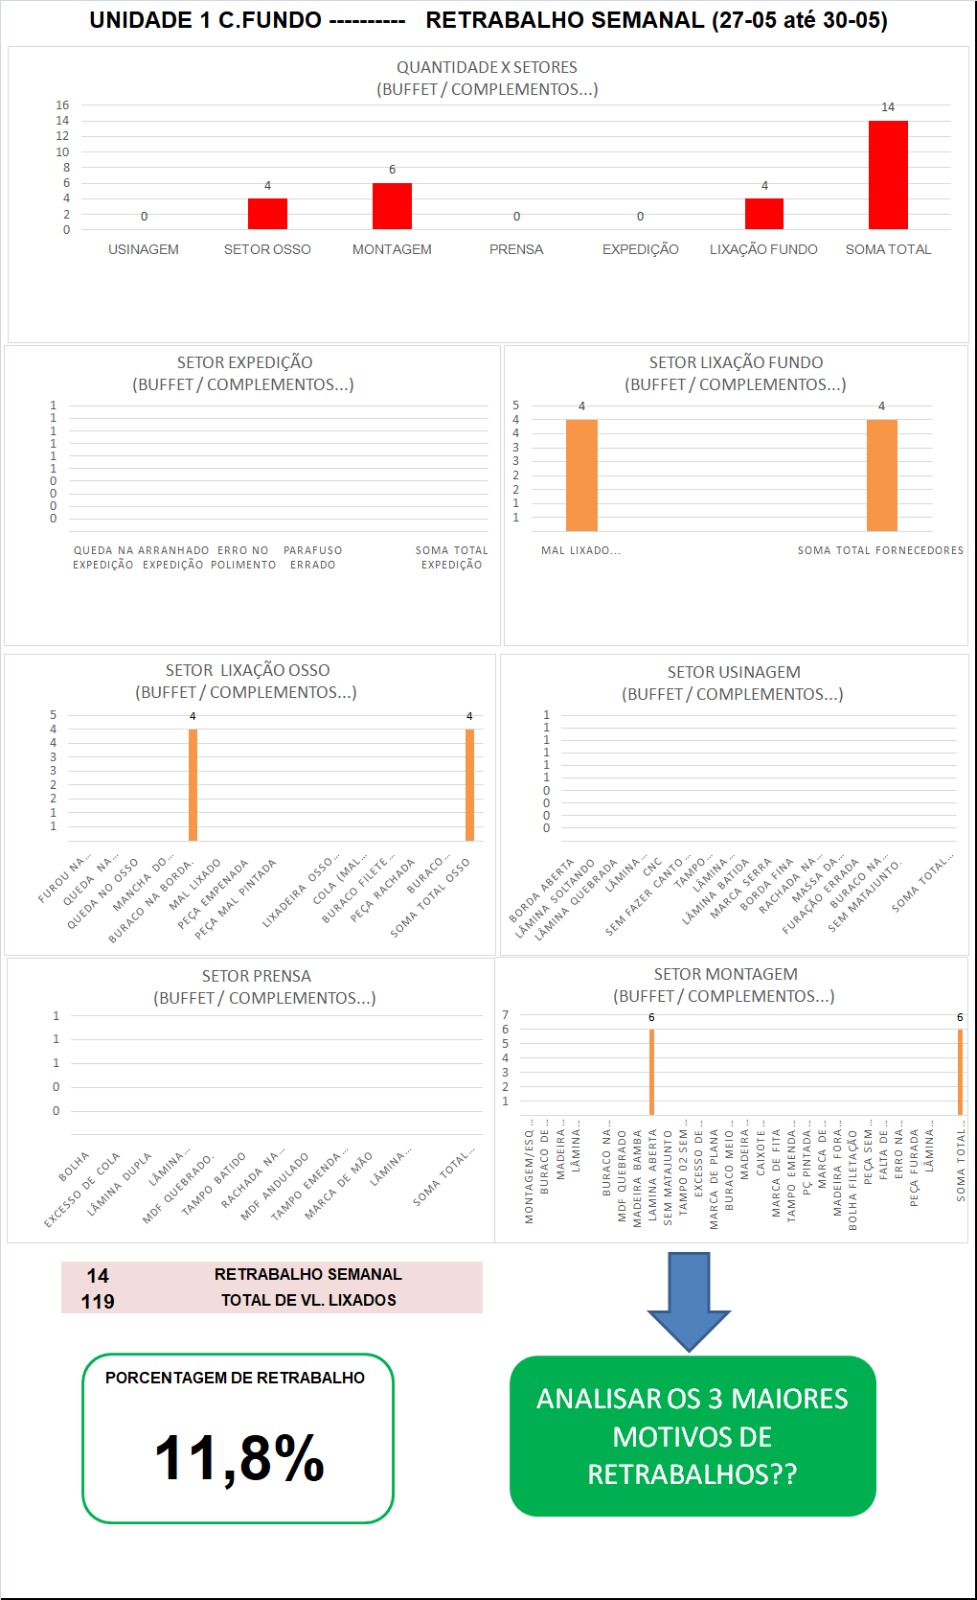 UNIDADE 1 C.FUNDO ---------- RETRABALHO SEMANAL (27-05 até 30-05)
QUANTIDADE X SETORES
(BUFFET / COMPLEMENTOS...)
16
14
12
10
8
6
4
2
0
0
4
6
0
0
4
14
USINAGEM SETOR OSSO MONTAGEM PRENSA EXPEDIÇÃO LIXAÇÃO FUNDO SOMA TOTAL
SETOR EXPEDIÇÃO
(BUFFET / COMPLEMENTOS...)
1
1
1
1
1
1
0
0
0
0
QUEDA NA EXPEDIÇÃO
ARRANHADO EXPEDIÇÃO
ERRO NO POLIMENTO
PARAFUSO ERRADO
SOMA TOTAL EXPEDIÇÃO
SETOR LIXAÇÃO FUNDO
(BUFFET / COMPLEMENTOS...)
5
4
4
3
3
2
2
1
1
4
4
MAL LIXADO...
SOMA TOTAL FORNECEDORES
SETOR LIXAÇÃO OSSO
(BUFFET / COMPLEMENTOS...)
5
4
4
3
3
2
2
1
1
4
4
FUROU NA...
QUEDA NA...
QUEDA NO OSSO
MANCHA DO...
BURACO NA BORDA.
MAL LIXADO
PEÇA EMPENADA
PEÇA MAL PINTADA
LIXADEIRA OSSO...
COLA (MAL...
BURACO FILETE...
PEÇA RACHADA
BURACO...
SOMA TOTAL OSSO
SETOR USINAGEM
(BUFFET / COMPLEMENTOS...)
1
1
1
1
1
1
0
0
0
0
BORDA ABERTA
LÂMINA SOLTANDO
LÂMINA QUEBRADA
LÂMINA...
CNC
SEM FAZER CANTO...
TAMPO...
LÂMINA...
LÂMINA BATIDA
MARCA SERRA
BORDA FINA
RACHADA NA...
MASSA DA...
FURAÇÃO ERRADA
BURACO NA...
SEM MATAJUNTO.
SOMA TOTAL...
SETOR PRENSA
(BUFFET / COMPLEMENTOS...)
1
1
1
0
0
BOLHA
EXCESSO DE COLA
LÂMINA DUPLA
LÂMINA...
MDF QUEBRADO.
TAMPO BATIDO
RACHADA NA...
MDF ANDULADO
TAMPO EMENDA...
MARCA DE MÃO
LÂMINA...
SOMA TOTAL...
SETOR MONTAGEM
(BUFFET / COMPLEMENTOS...)
7
6
5
4
3
2
1
6
6
MONTAGEM/ESQ...
BURACO DE...
MADEIRA...
LÂMINA...
BURACO NA...
MDF QUEBRADO
MADEIRA BAMBA
LAMINA ABERTA
SEM MATAJUNTO
TAMPO 02 SEM...
EXCESSO DE...
MARCA DE PLANA
BURACO MEIO...
MADEIRA...
CAIXOTE...
MARCA DE FITA
TAMPO EMENDA...
PÇ PINTADA...
MARCA DE...
MADEIRA FORA...
BOLHA FILETAÇÃO
PEÇA SEM...
FALTA DE...
ERRO NA...
PEÇA FURADA
LÂMINA...
SOMA TOTAL...
14 RETRABALHO SEMANAL
119 TOTAL DE VL. LIXADOS
PORCENTAGEM DE RETRABALHO
11,8%
ANALISAR OS 3 MAIORES
MOTIVOS DE
RETRABALHOS??